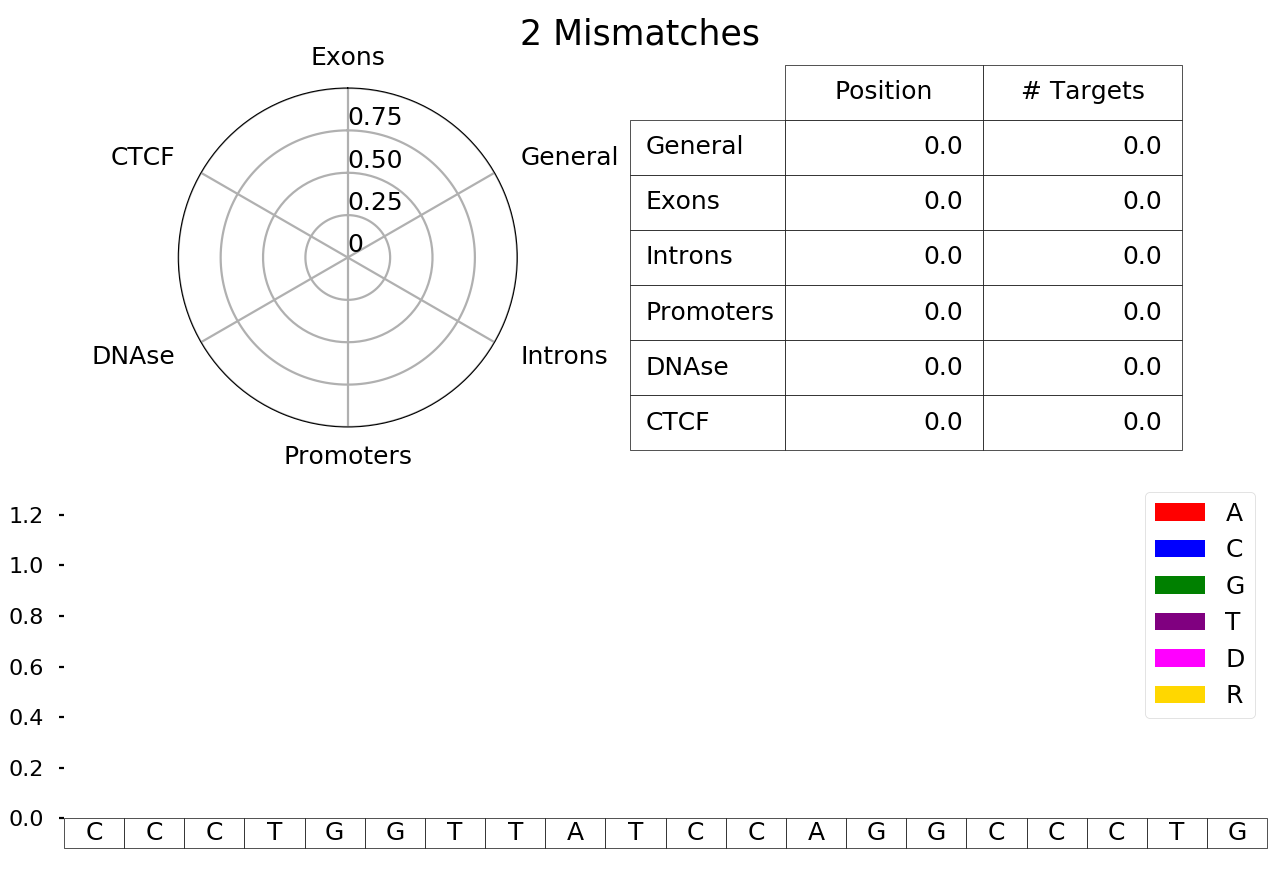 2 Mismatches
Exons
CTCF
General
0.75
0.50
0.25
0
DNAse
Introns
Promoters
Position # Targets
General 0.0 0.0
Exons 0.0 0.0
Introns 0.0 0.0
Promoters 0.0 0.0
DNAse 0.0 0.0
CTCF 0.0 0.0
1.2
1.0
0.8
0.6
0.4
0.2
0.0
A
C
G
T
D
R
C C C T G G T T A T C C A G G C C C T G